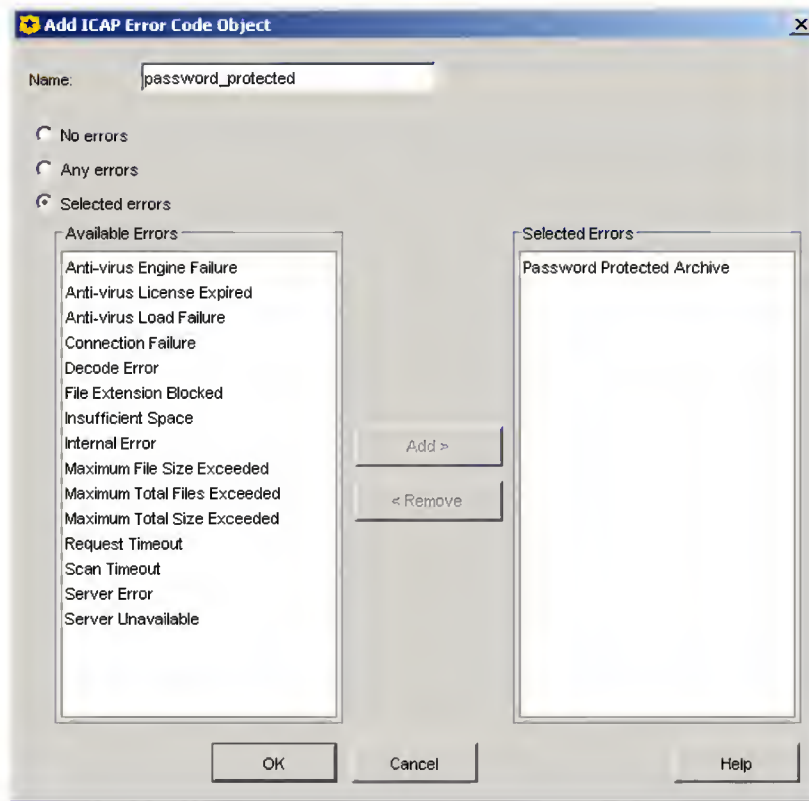 Add ICAP Error Code Object
Name: password_protected
No errors
Any errors
Selected errors
Available Errors
Anti-virus Engine Failure
Anti-virus License Expired
Anti-virus Load Failure
Connection Failure
Decode Error
File Extension Blocked
Insufficient Space
Internal Error
Maximum File Size Exceeded
Maximum Total Files Exceeded
Maximum Total Size Exceeded
Request Timeout
Scan Timeout
Server Error
Server Unavailable
Add >
< Remove
Selected Errors
Password Protected Archive
OK
Cancel
Help